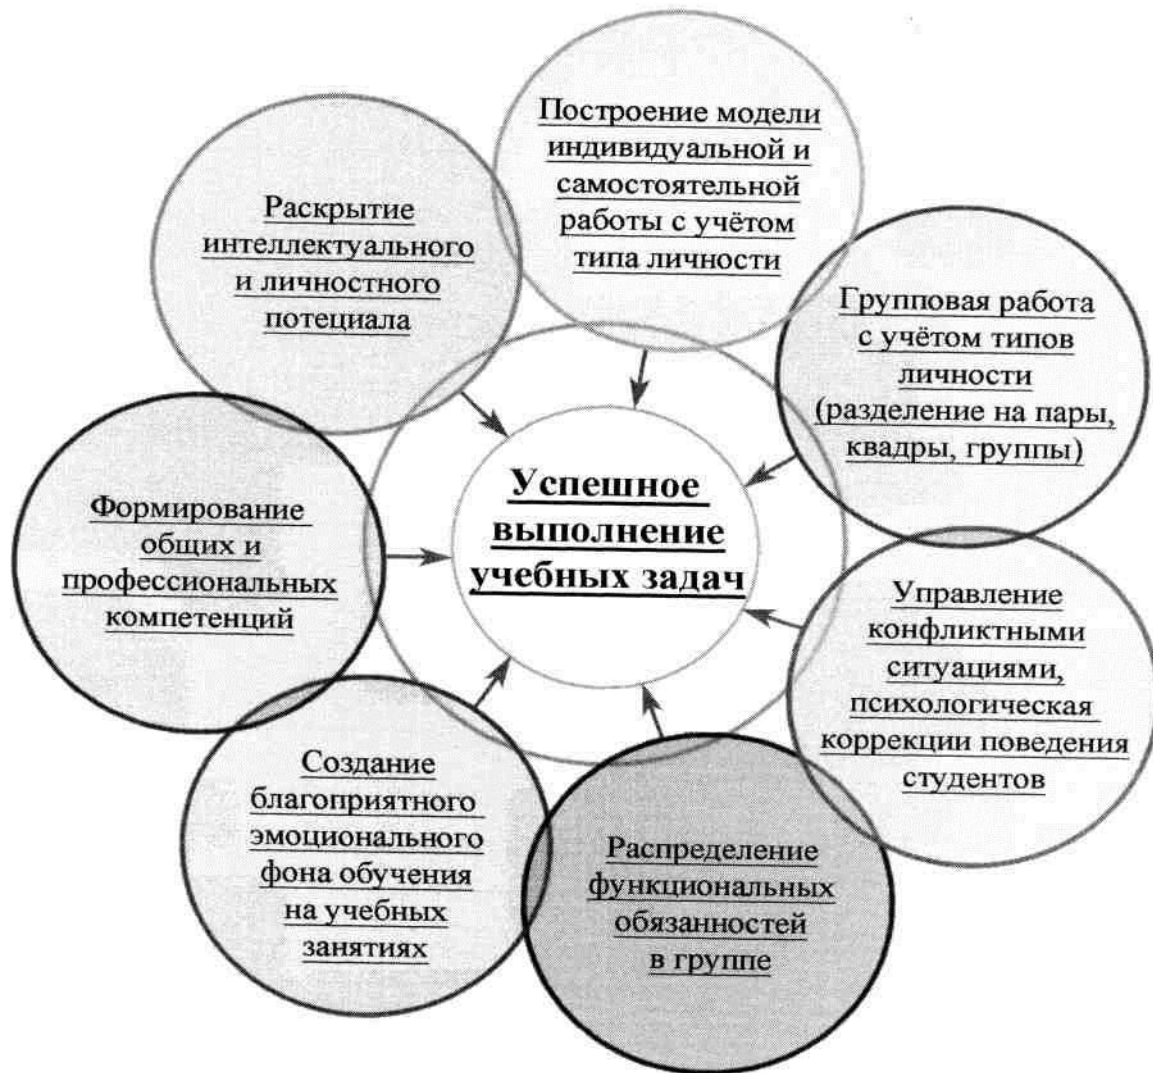 Построение модели
индивидуальной и
самостоятельной
работы с учётом
типа личности
Раскрытие
интеллектуального
и личностного
потециала
Групповая работа
с учётом типов
личности
(разделение на пары,
квадры, группы)
Успешное
выполнение
учебных задач
Формирование
общих и
профессиональных
компетенций
Управление
конфликтными
ситуациями,
психологическая
коррекции поведения
студентов
Создание
благоприятного
эмоционального
фона обучения
на учебных
занятиях
Распределение
функциональных
обязанностей
в группе